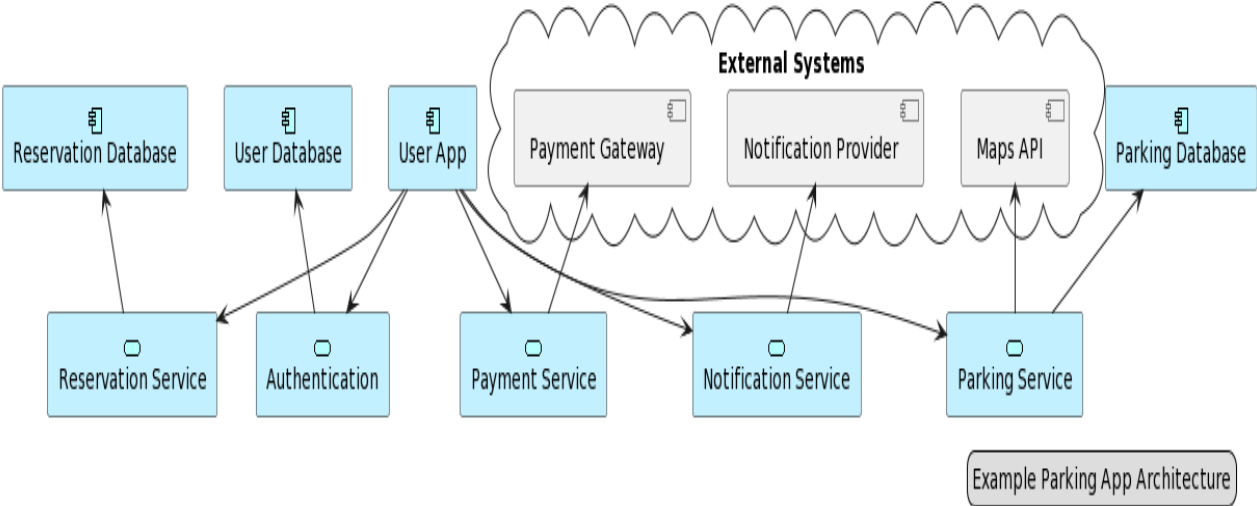 External Systems
Reservation Database
User Database
User App
Payment Gateway
Notification Provider
Maps API
Parking Database
Reservation Service
Authentication
Payment Service
Notification Service
Parking Service
Example Parking App Architecture